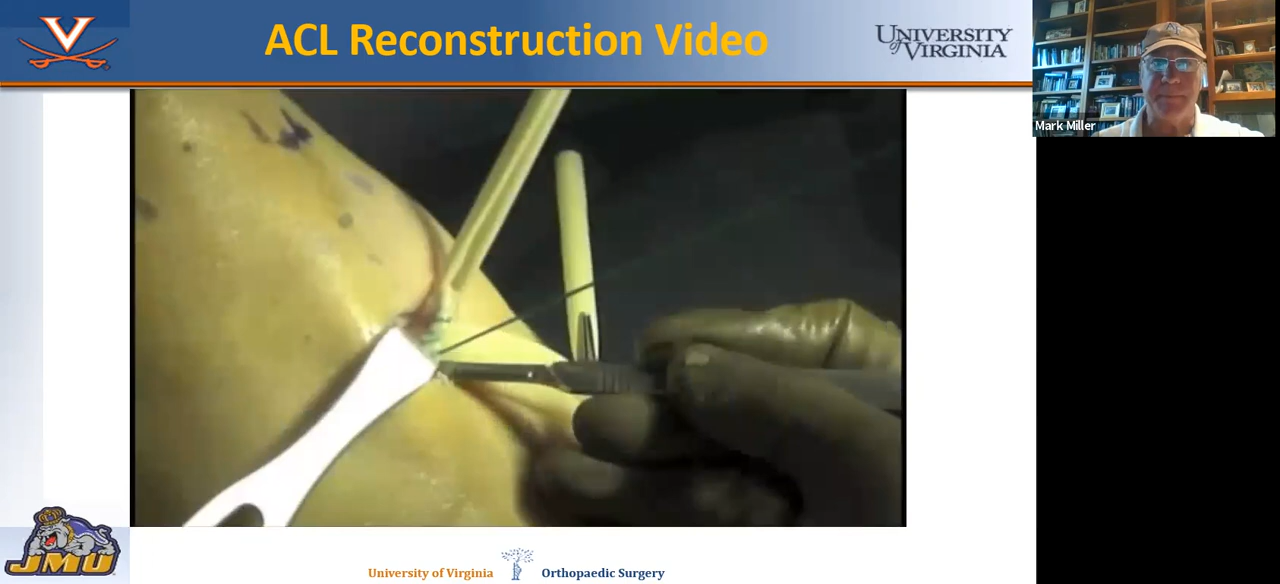 ACL Reconstruction Video
UNIVERSITY
of VIRGINIA
Mark Miller
JMU
University of Virginia
Orthopaedic Surgery